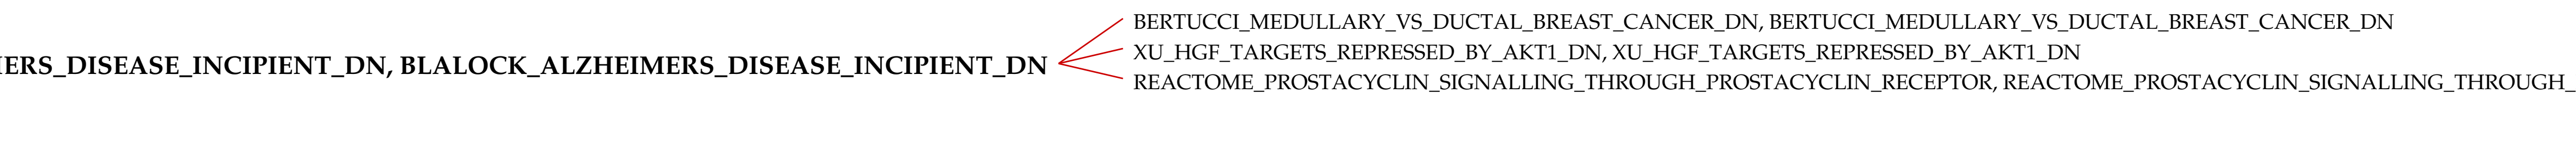 BERTUCCI_MEDULLARY_VS_DUCTAL_BREAST_CANCER_DN, BERTUCCI_MEDULLARY_VS_DUCTAL_BREAST_CANCER_DN
XU_HGF_TARGETS_REPRESSED_BY_AKT1_DN, XU_HGF_TARGETS_REPRESSED_BY_AKT1_DN
ERS_DISEASE_INCIPIENT_DN, BLALOCK_ALZHEIMERS_DISEASE_INCIPIENT_DN
REACTOME_PROSTACYCLIN_SIGNALLING_THROUGH_PROSTACYCLIN_RECEPTOR, REACTOME_PROSTACYCLIN_SIGNALLING_THROUGH_